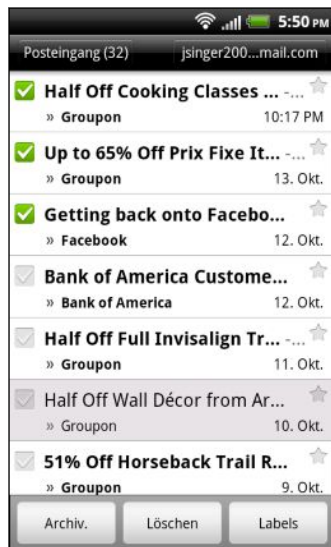 5:50 PM
Posteingang (32) jsinger200...mail.com
Half Off Cooking Classes ... -...
» Groupon 10:17 PM
Up to 65% Off Prix Fixe It... -...
» Groupon 13. Okt.
Getting back onto Facebo...
» Facebook 12. Okt.
Bank of America Custome...
» Bank of America 12. Okt.
Half Off Full Invisalign Tr... -...
» Groupon 11. Okt.
Half Off Wall Décor from Ar...
» Groupon 10. Okt.
51% Off Horseback Trail R...
» Groupon 9. Okt.
Archiv. Löschen Labels